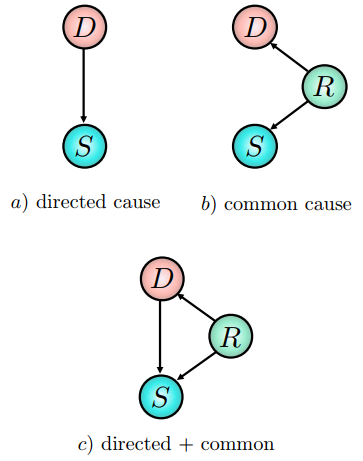 D
D
R
S
S
a) directed cause
b) common cause
D
R
S
c) directed + common